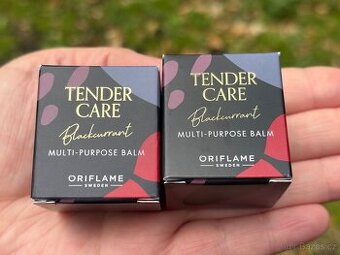 TENDER
CARE
Blackcurrant
MULTI-PURPOSE BALM
ORIFLAME
SWEDEN
TENDER
CARE
Blackcurrant
MULTI-PURPOSE BALM
ORIFLAME
SWEDEN